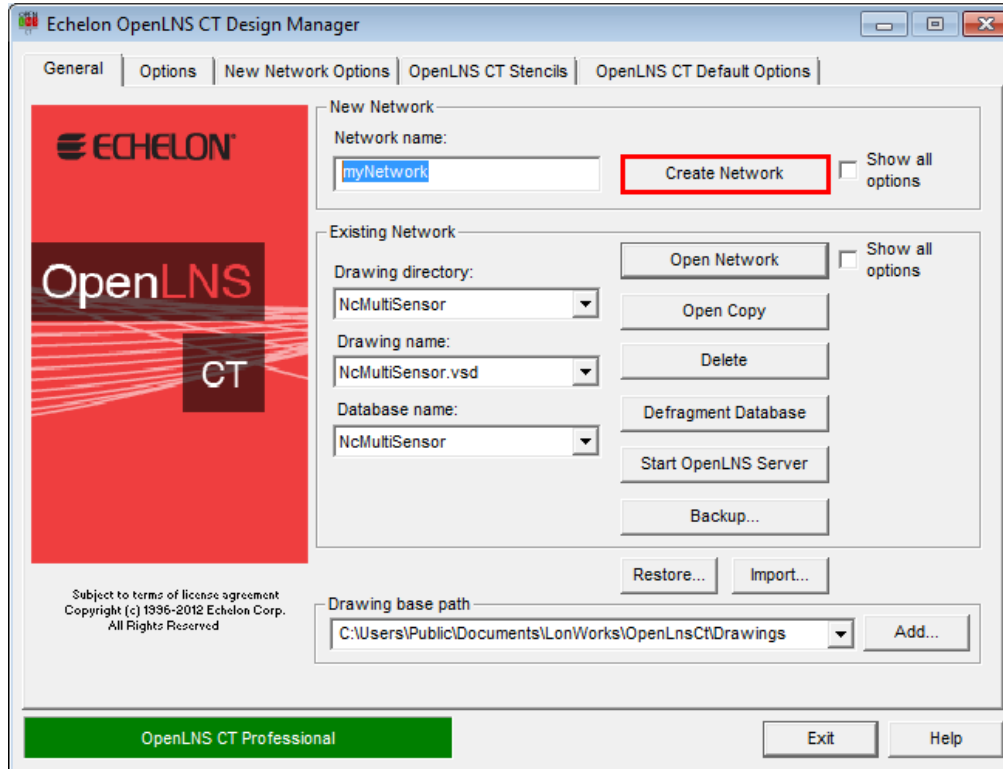 Echelon OpenLNS CT Design Manager
General Options New Network Options OpenLNS CT Stencils OpenLNS CT Default Options
ECHELON
OpenLNS
CT
Subject to terms of license agreement
Copyright (c) 1996-2012 Echelon Corp.
All Rights Reserved
New Network
Network name:
myNetwork
Create Network
Show all
options
Existing Network
Drawing directory:
NcMultiSensor
Drawing name:
NcMultiSensor.vsd
Database name:
NcMultiSensor
Open Network
Show all
options
Open Copy
Delete
Defragment Database
Start OpenLNS Server
Backup...
Restore... Import...
Drawing base path
C:\Users\Public\Documents\LonWorks\OpenLnsCt\Drawings Add...
OpenLNS CT Professional Exit Help